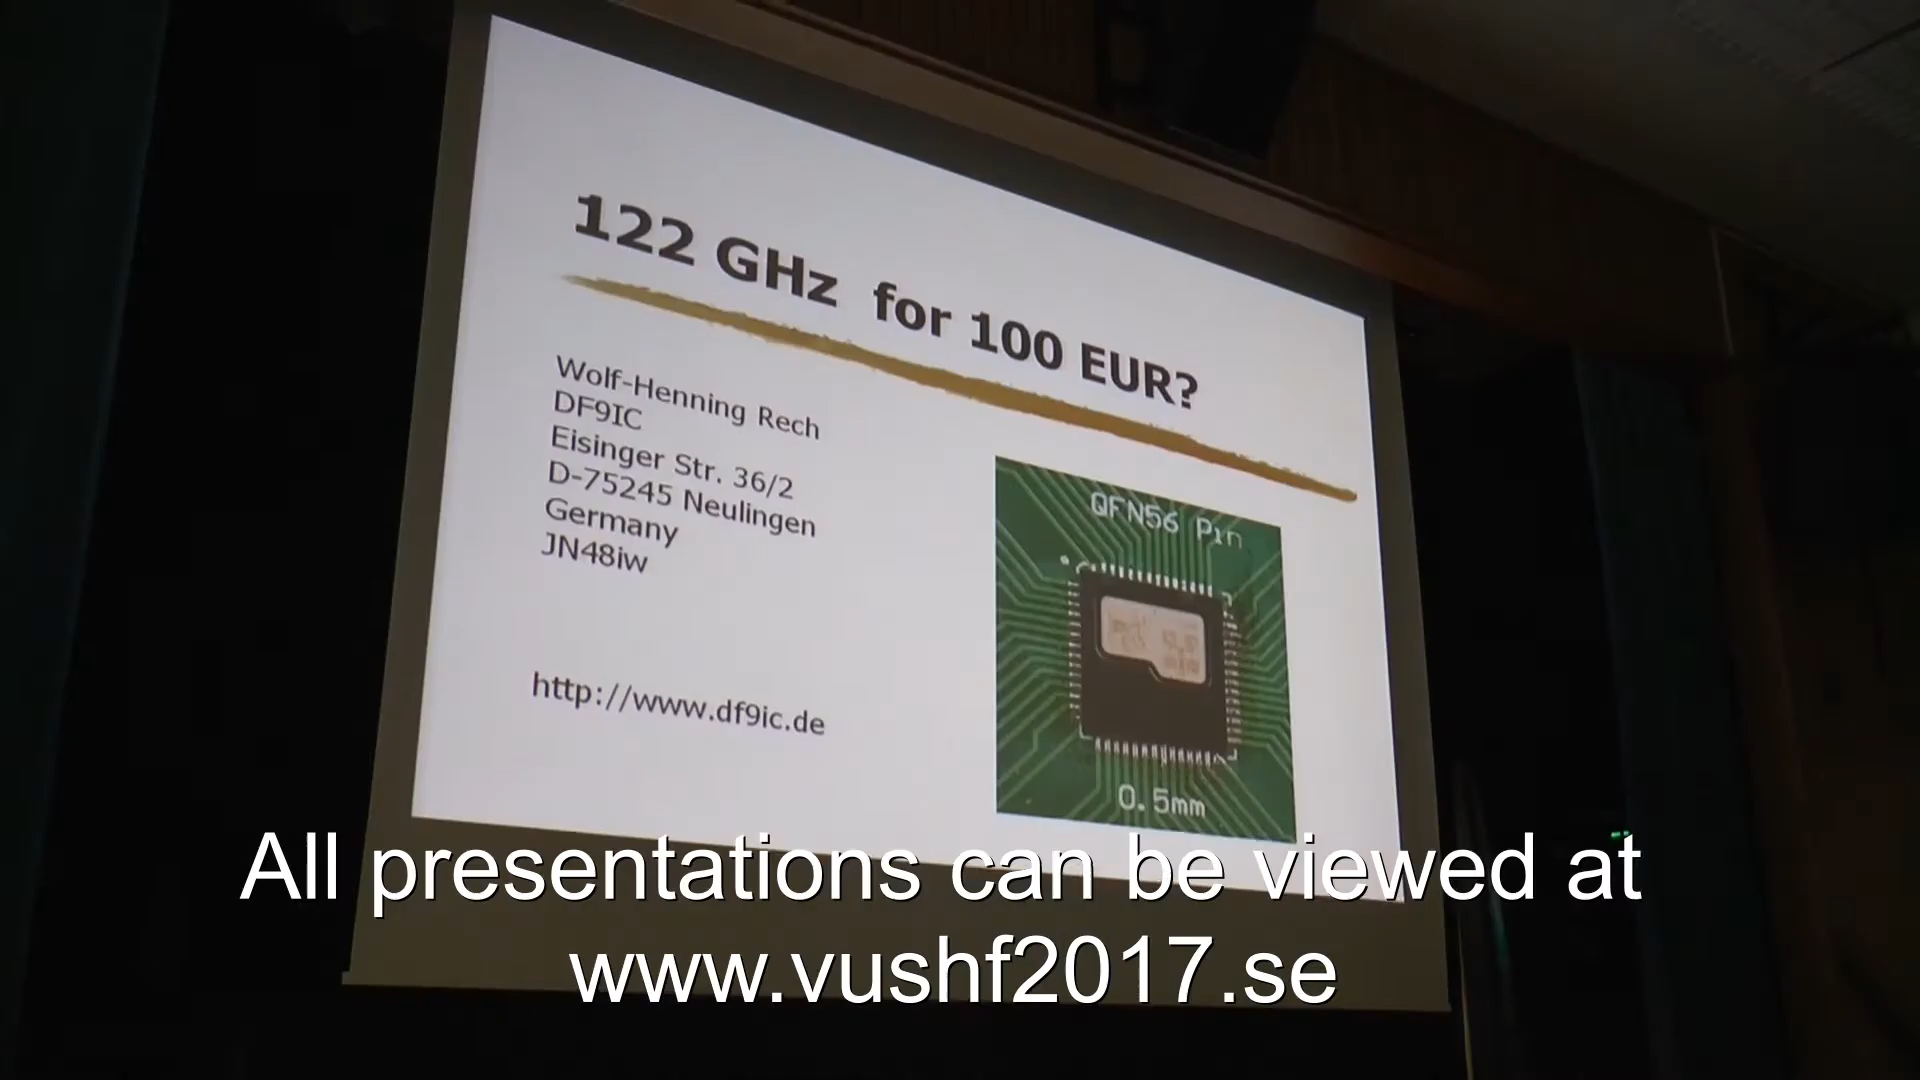 122 GHz for 100 EUR?
Wolf-Henning Rech
DF9IC
Eisinger Str. 36/2
D-75245 Neulingen
Germany
JN48iw
http://www.df9ic.de
QFN56 Pin
0.5mm
All presentations can be viewed at
www.vushf2017.se